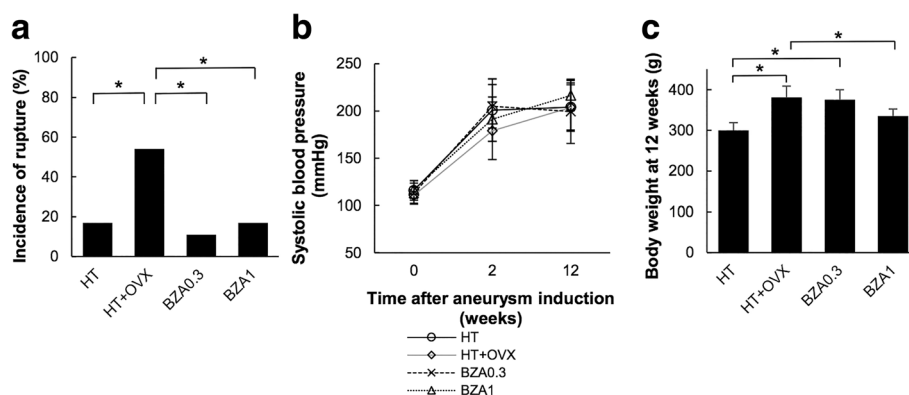 a
Incidence of rupture (%)
100
80
60
40
20
0
*
*
*
HT
HT+OVX
BZA0.3
BZA1
b
Systolic blood pressure
(mmHg)
250
200
150
100
50
0
2
12
Time after aneurysm induction
(weeks)
HT
HT+OVX
BZA0.3
BZA1
c
Body weight at 12 weeks (g)
400
300
200
100
0
*
*
*
HT
HT+OVX
BZA0.3
BZA1